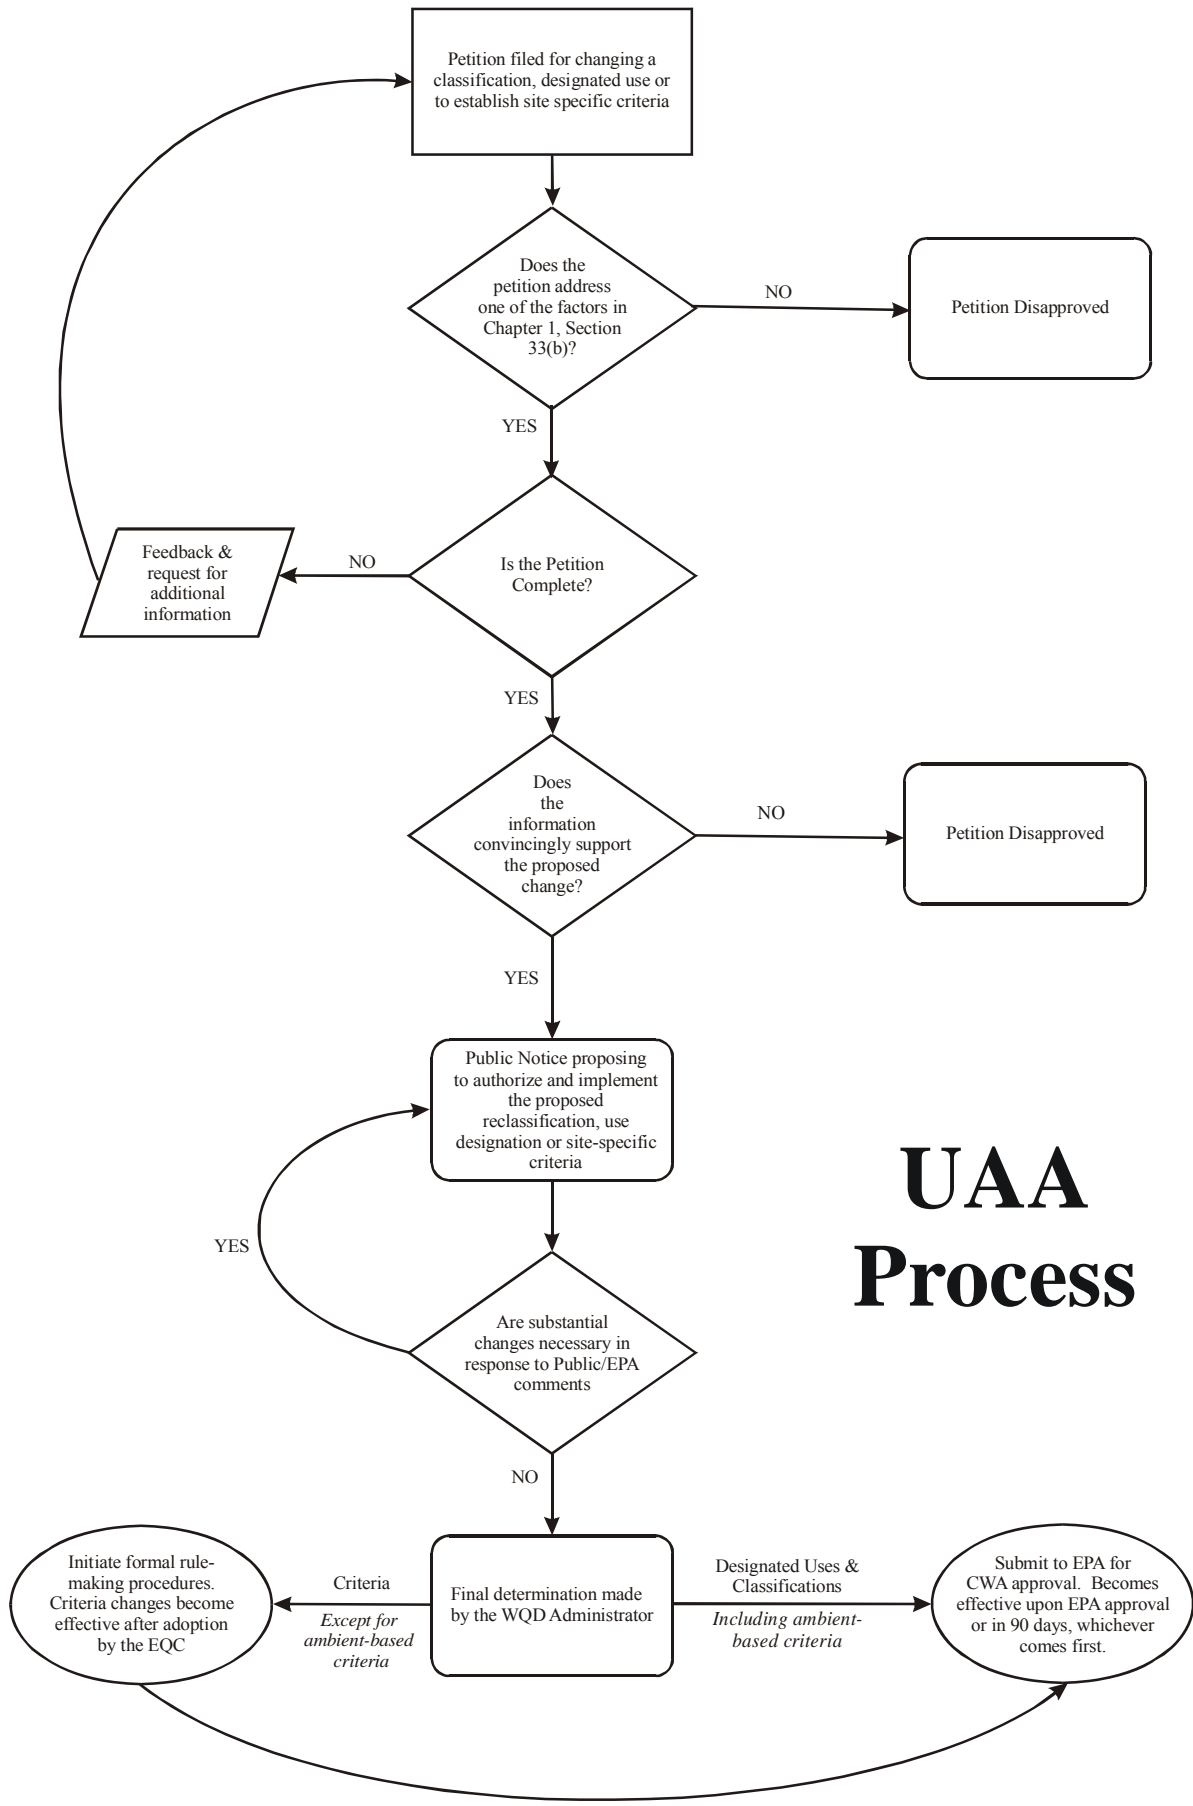 Petition filed for changing a
classification, designated use or
to establish site specific criteria
Does the
petition address
one of the factors in
Chapter 1, Section
33(b)?
NO
Petition Disapproved
YES
Is the Petition
Complete?
NO
Feedback &
request for
additional
information
YES
Does
the
information
convincingly support
the proposed
change?
NO
Petition Disapproved
YES
Public Notice proposing
to authorize and implement
the proposed
reclassification, use
designation or site-specific
criteria
UAA
Process
YES
Are substantial
changes necessary in
response to Public/EPA
comments
NO
Final determination made
by the WQD Administrator
Criteria
Except for
ambient-based
criteria
Initiate formal rule-
making procedures.
Criteria changes become
effective after adoption
by the EQC
Designated Uses &
Classifications
Including ambient-
based criteria
Submit to EPA for
CWA approval.  Becomes
effective upon EPA approval
or in 90 days, whichever
comes first.